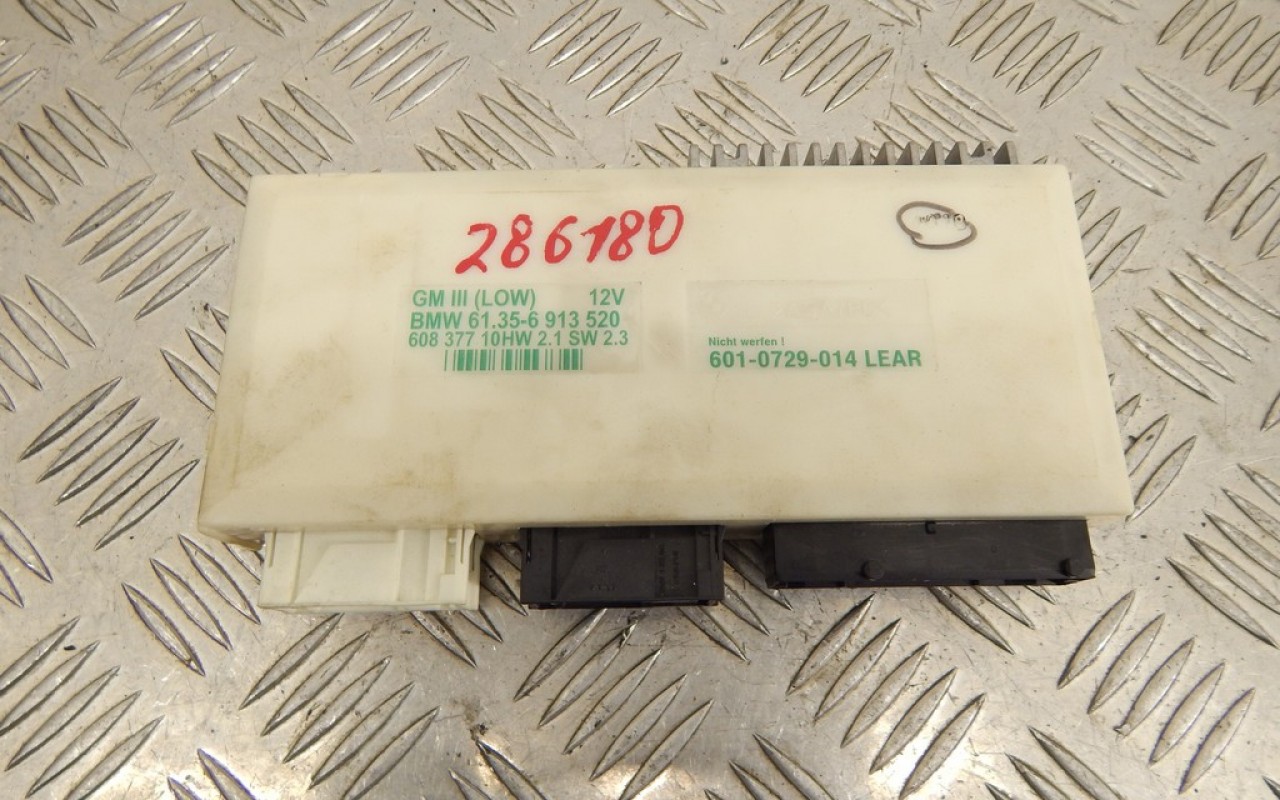 286180
GM III (LOW) 12V
BMW 61.35-6 913 520
608 377 10HW 2.1 SW 2.3
Nicht werfen !
601-0729-014 LEAR